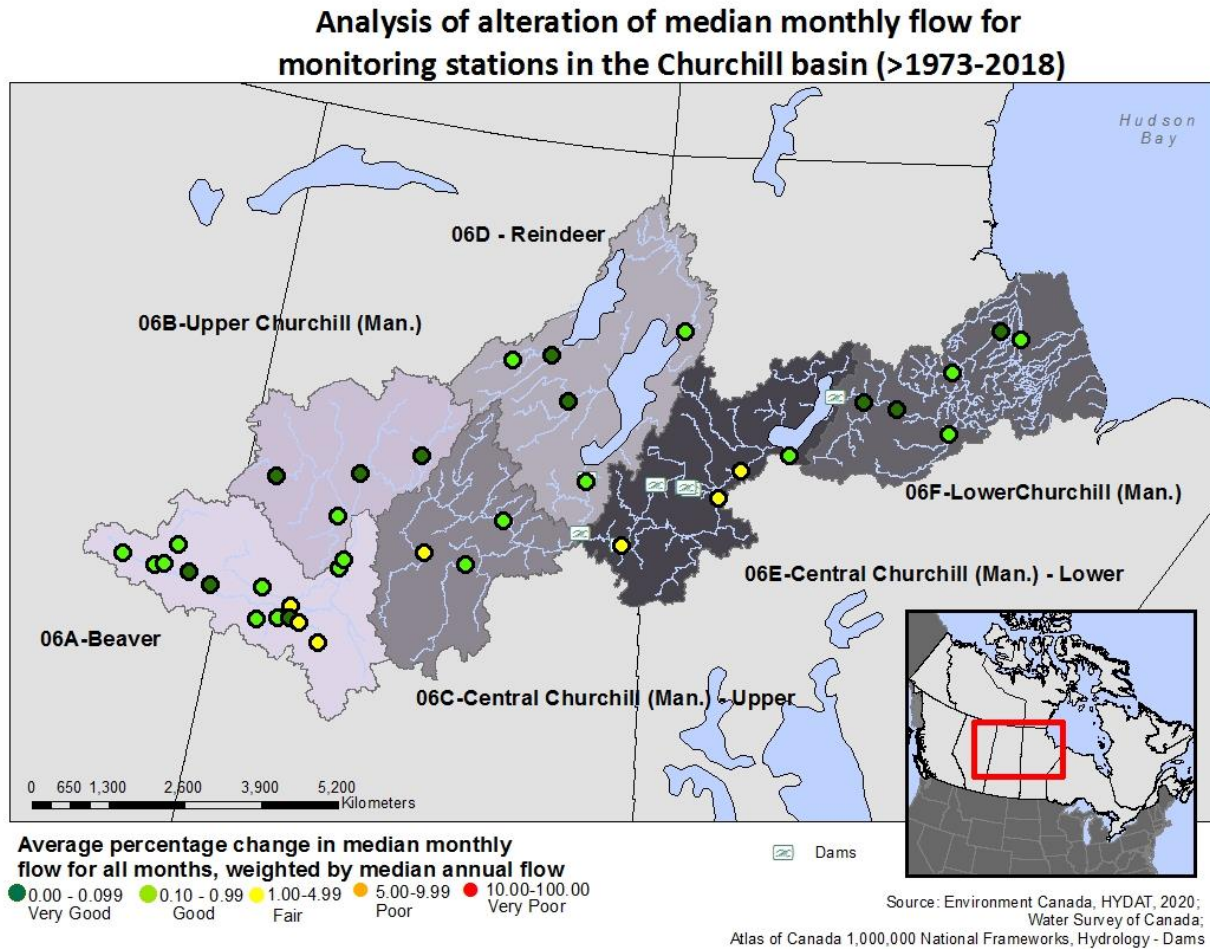 Analysis of alteration of median monthly flow for
monitoring stations in the Churchill basin (>1973-2018)
Hudson
Bay
06D - Reindeer
06B-Upper Churchill (Man.)
06F-LowerChurchill (Man.)
06E-Central Churchill (Man.) - Lower
06A-Beaver
06C-Central Churchill (Man.) - Upper
0 650 1,300 2,600 3,900 5,200
Kilometers
Average percentage change in median monthly
flow for all months, weighted by median annual flow
0.00 - 0.099 0.10 - 0.99 1.00-4.99 5.00-9.99 10.00-100.00
Very Good Good Fair Poor Very Poor
Dams
Source: Environment Canada, HYDAT, 2020;
Water Survey of Canada;
Atlas of Canada 1,000,000 National Frameworks, Hydrology - Dams